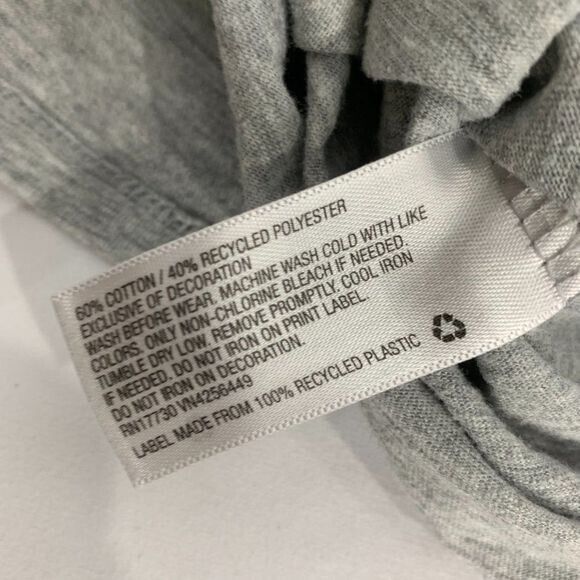 60% COTTON / 40% RECYCLED POLYESTER
EXCLUSIVE OF DECORATION
WASH BEFORE WEAR. MACHINE WASH COLD WITH LIKE
COLORS. ONLY NON-CHLORINE BLEACH IF NEEDED.
TUMBLE DRY LOW. REMOVE PROMPTLY. COOL IRON
IF NEEDED. DO NOT IRON ON PRINT LABEL.
DO NOT IRON ON DECORATION.
RN17730 VN4256449
LABEL MADE FROM 100% RECYCLED PLASTIC